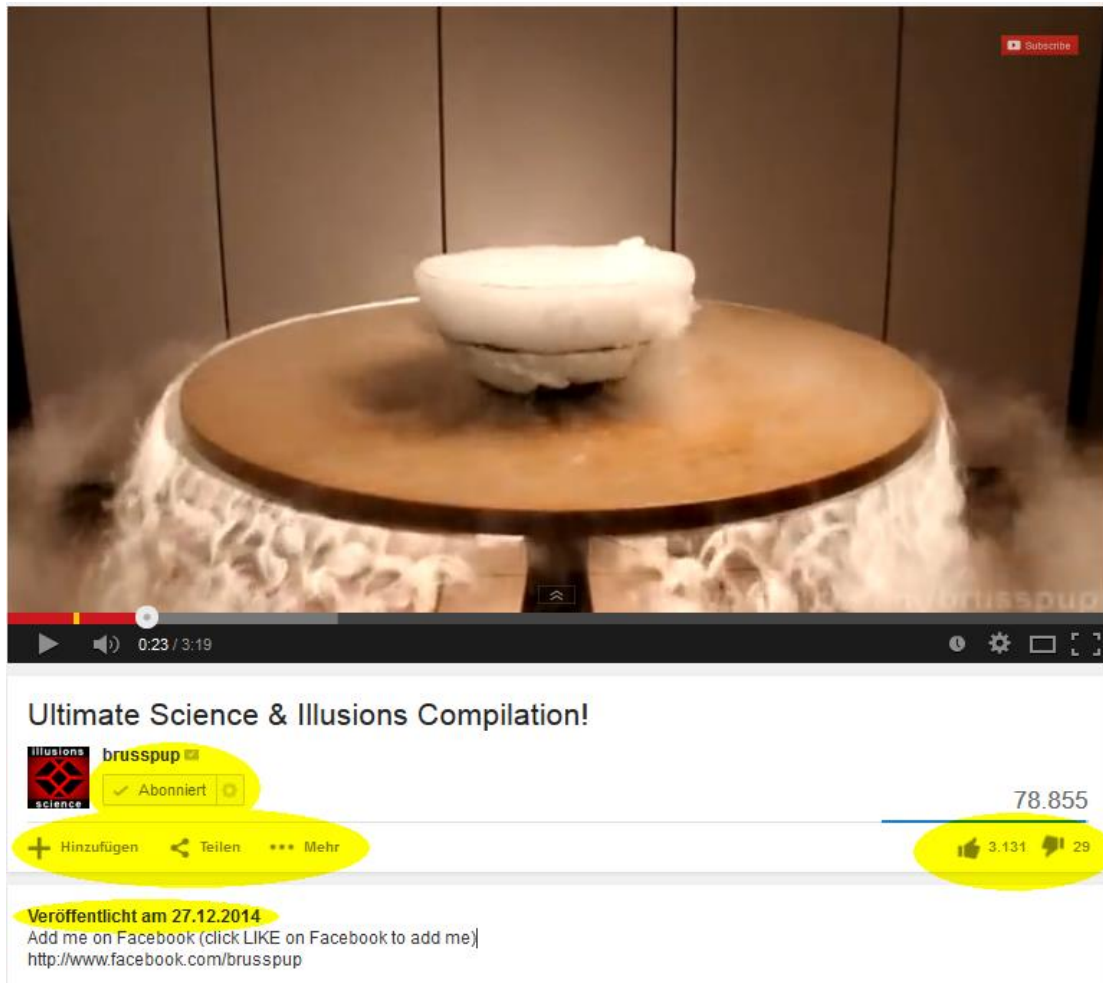 Subscribe
brusspup
0:23 / 3:19
Ultimate Science & Illusions Compilation!
illusions
science
brusspup
Abonniert
78.855
Hinzufügen Teilen Mehr
3.131 29
Veröffentlicht am 27.12.2014
Add me on Facebook (click LIKE on Facebook to add me)
http://www.facebook.com/brusspup